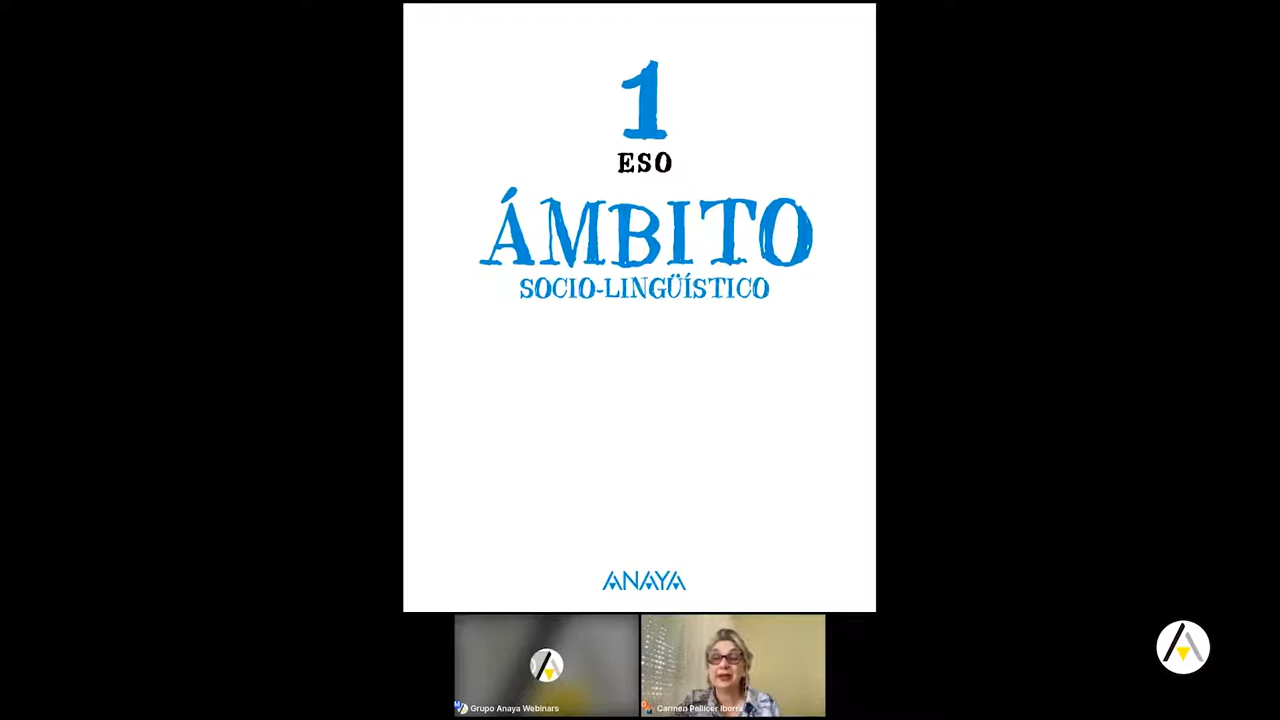 1
ESO
ÁMBITO
SOCIO-LINGÜÍSTICO
ANAYA
Grupo Anaya Webinars
Carmen Pellicer Iborra